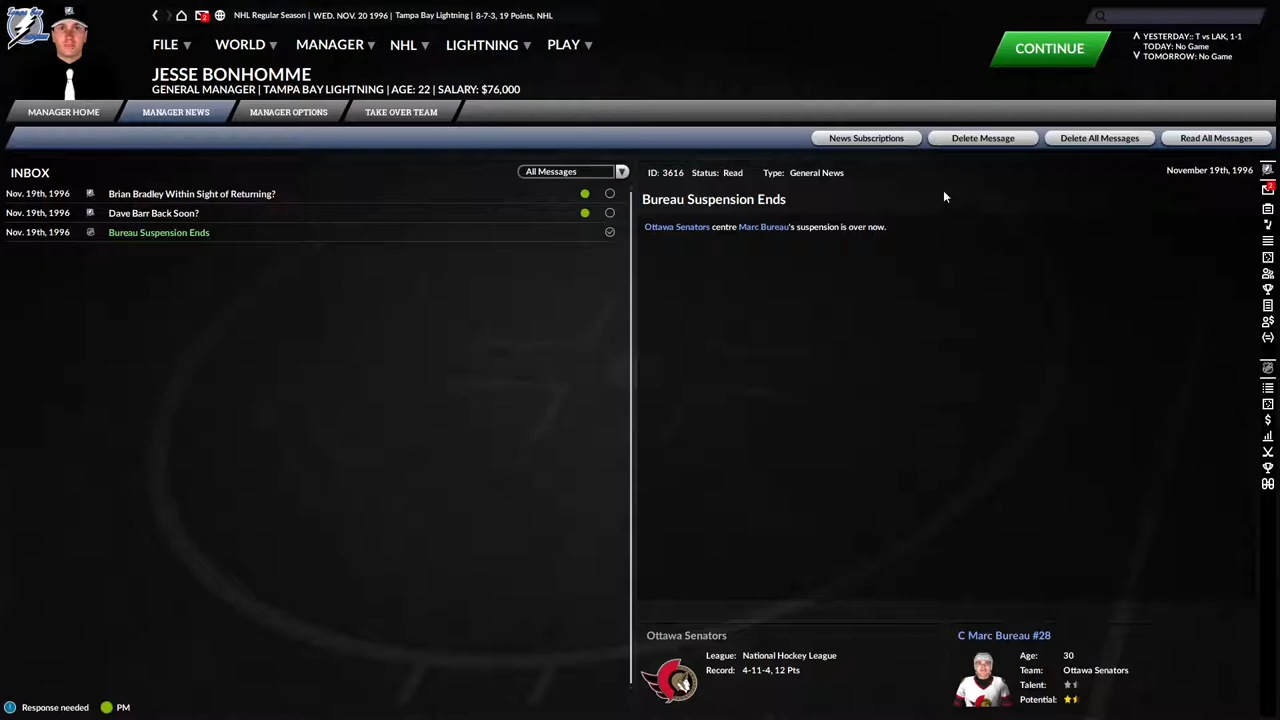 NHL Regular Season | WED. NOV. 20 1996 | Tampa Bay Lightning | 8-7-3, 19 Points, NHL
FILE WORLD MANAGER NHL LIGHTNING PLAY
CONTINUE
YESTERDAY:: T vs LAK, 1-1
TODAY: No Game
TOMORROW: No Game
JESSE BONHOMME
GENERAL MANAGER | TAMPA BAY LIGHTNING | AGE: 22 | SALARY: $76,000
MANAGER HOME MANAGER NEWS MANAGER OPTIONS TAKE OVER TEAM
News Subscriptions Delete Message Delete All Messages Read All Messages
INBOX
All Messages
Nov. 19th, 1996 Brian Bradley Within Sight of Returning?
Nov. 19th, 1996 Dave Barr Back Soon?
Nov. 19th, 1996 Bureau Suspension Ends
ID: 3616 Status: Read Type: General News
November 19th, 1996
Bureau Suspension Ends
Ottawa Senators centre Marc Bureau's suspension is over now.
Ottawa Senators
League: National Hockey League
Record: 4-11-4, 12 Pts
C Marc Bureau #28
Age: 30
Team: Ottawa Senators
Talent:
Potential:
Response needed PM